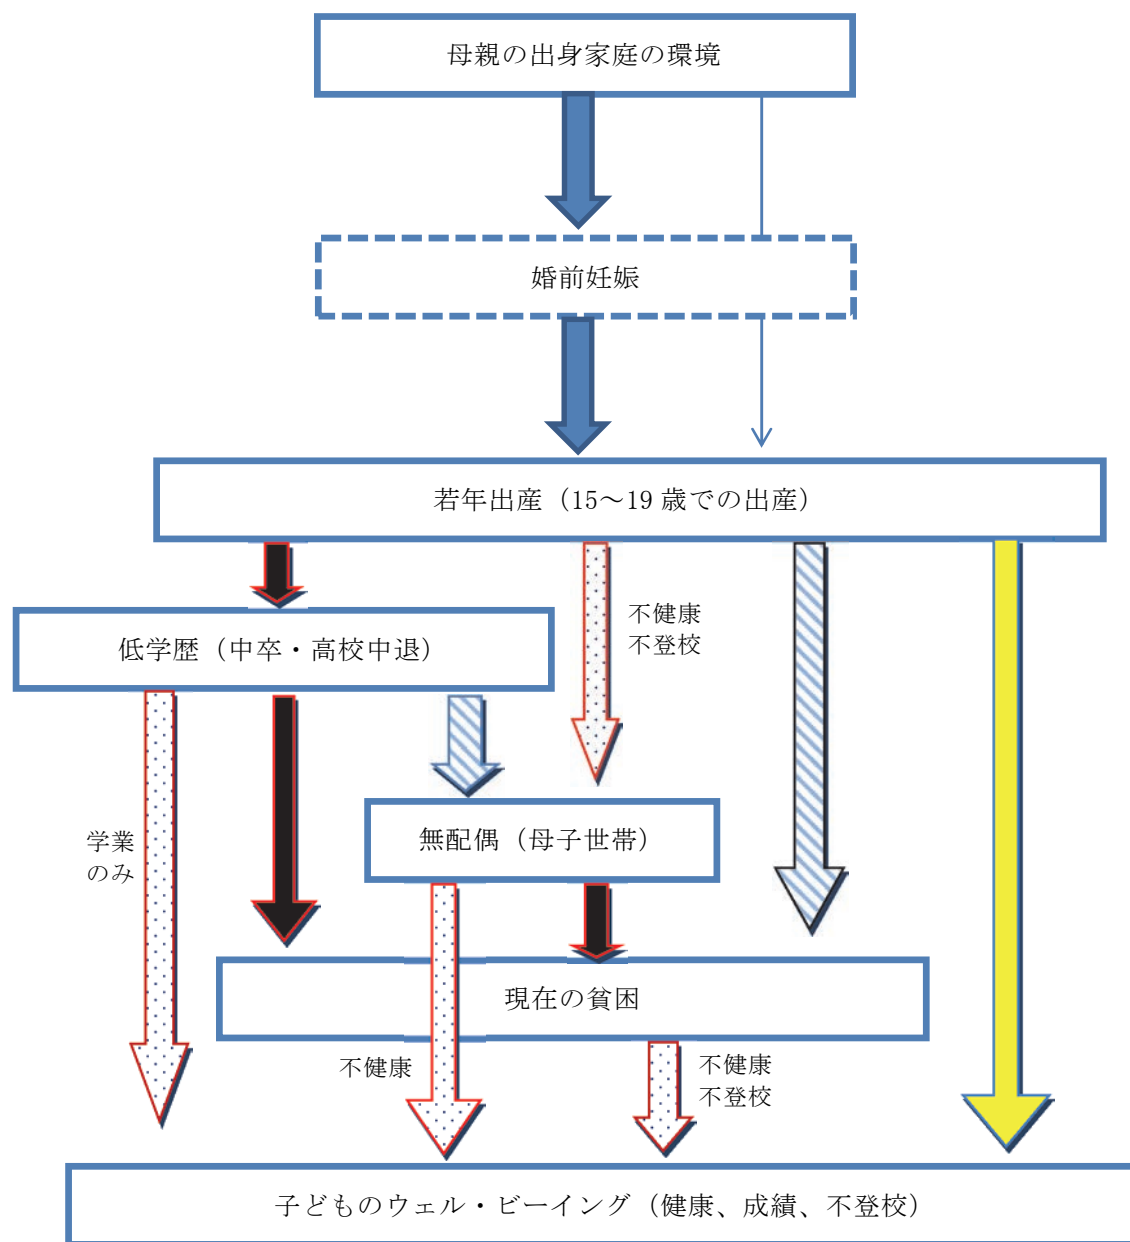 母親の出身家庭の環境
婚前妊娠
若年出産（15～19 歳での出産）
不健康
不登校
低学歴（中卒・高校中退）
学業
のみ
無配偶（母子世帯）
現在の貧困
不健康
不健康
不登校
子どものウェル・ビーイング（健康、成績、不登校）